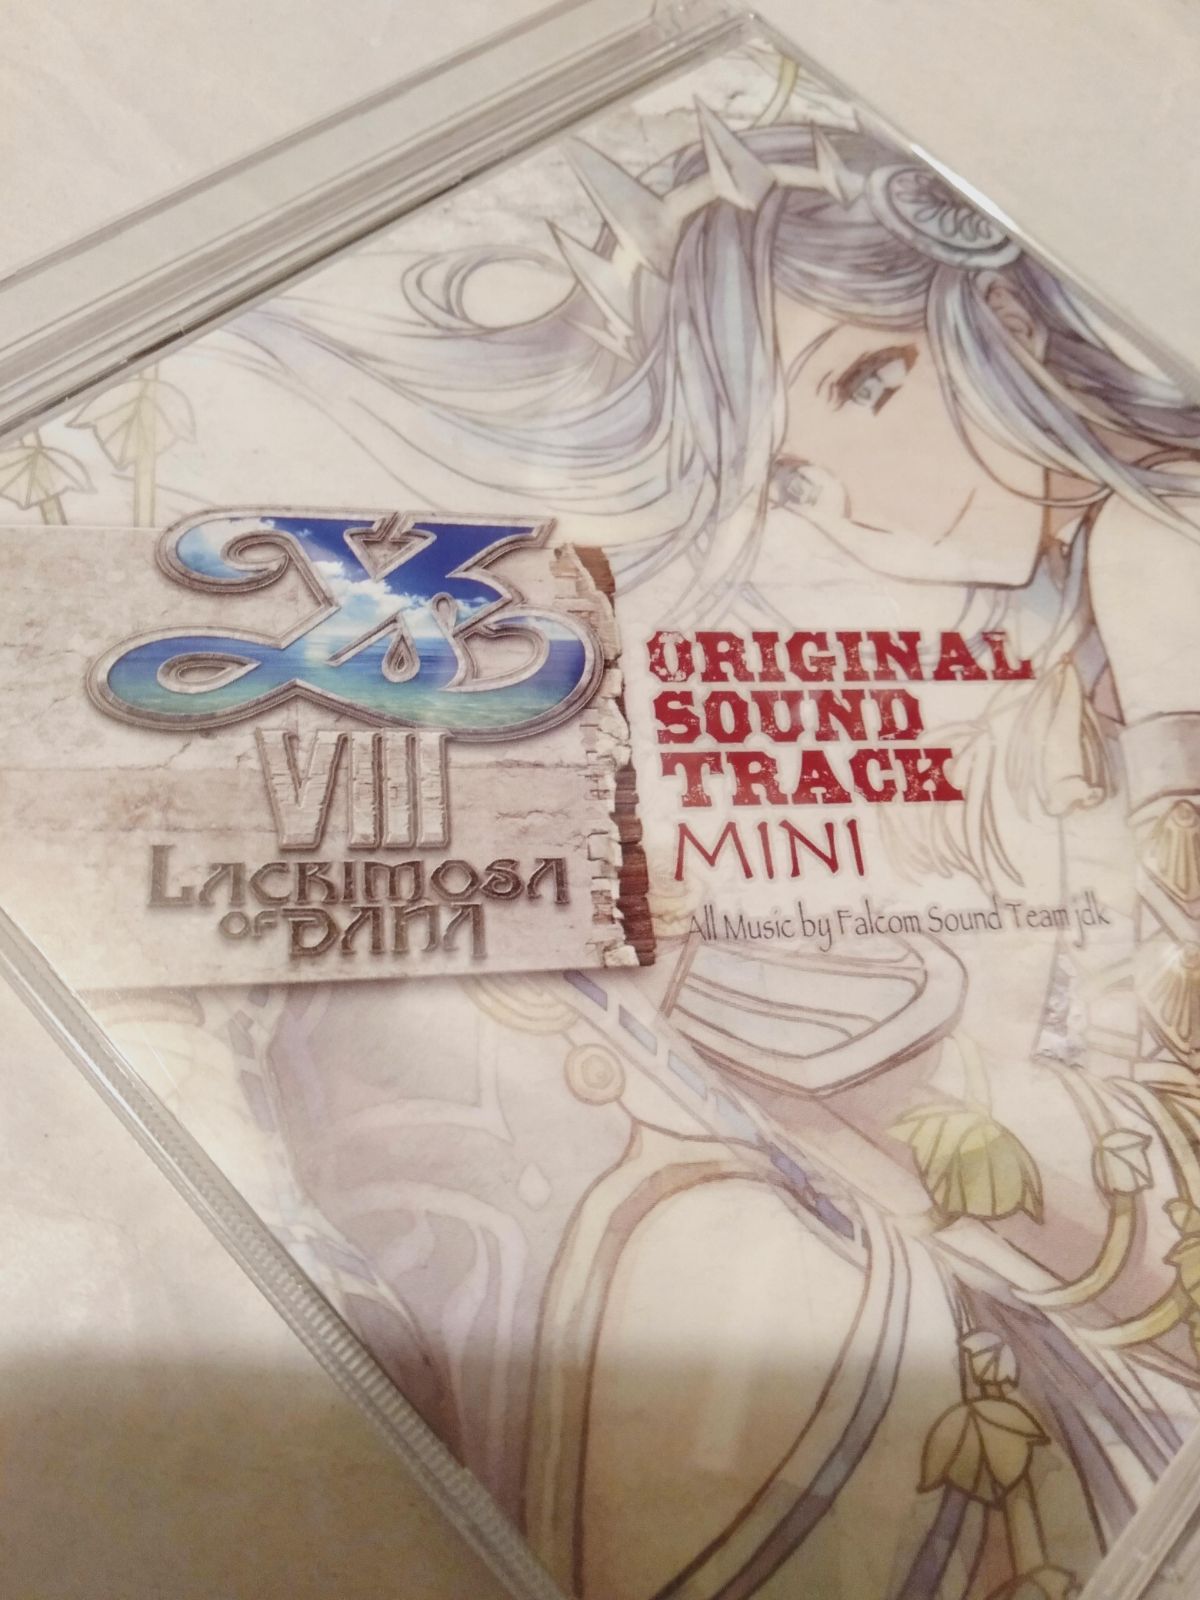 Ys
VIII
LACRIMOSA
OF DANA
ORIGINAL
SOUND
TRACK
MINI
All Music by Falcom Sound Team jdk